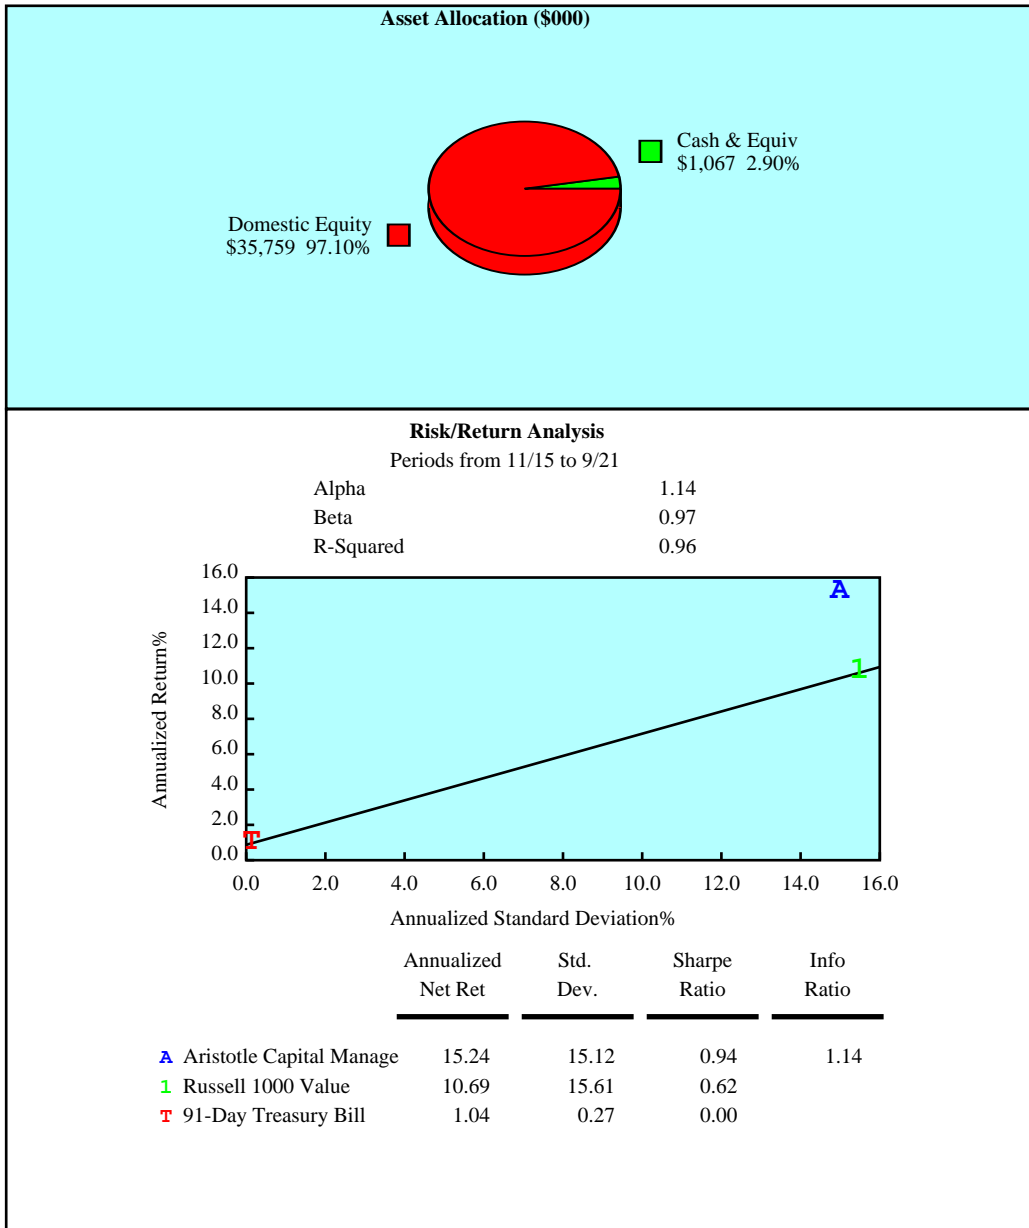 Asset Allocation ($000)
Cash & Equiv
$1,067 2.90%
Domestic Equity
$35,759 97.10%
Risk/Return Analysis
Periods from 11/15 to 9/21
Alpha 1.14
Beta 0.97
R-Squared 0.96
16.0
14.0
12.0
10.0
8.0
6.0
4.0
2.0
0.0
Annualized Return%
A
1
T
0.0 2.0 4.0 6.0 8.0 10.0 12.0 14.0 16.0
Annualized Standard Deviation%
Annualized Std. Sharpe Info
Net Ret Dev. Ratio Ratio
A Aristotle Capital Manage 15.24 15.12 0.94 1.14
1 Russell 1000 Value 10.69 15.61 0.62
T 91-Day Treasury Bill 1.04 0.27 0.00